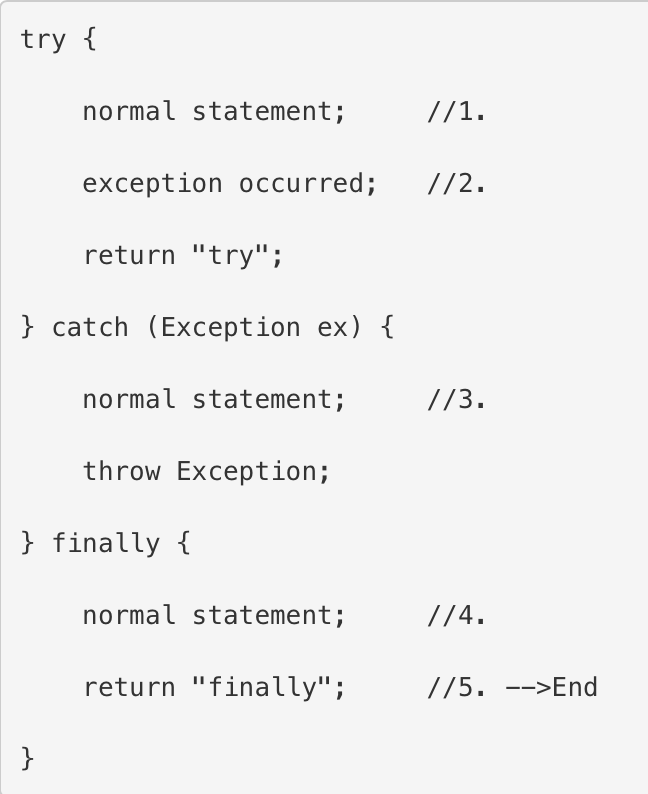 try {
    normal statement;     //1.
    exception occurred;   //2.
    return "try";
} catch (Exception ex) {
    normal statement;     //3.
    throw Exception;
} finally {
    normal statement;     //4.
    return "finally";     //5. -->End
}